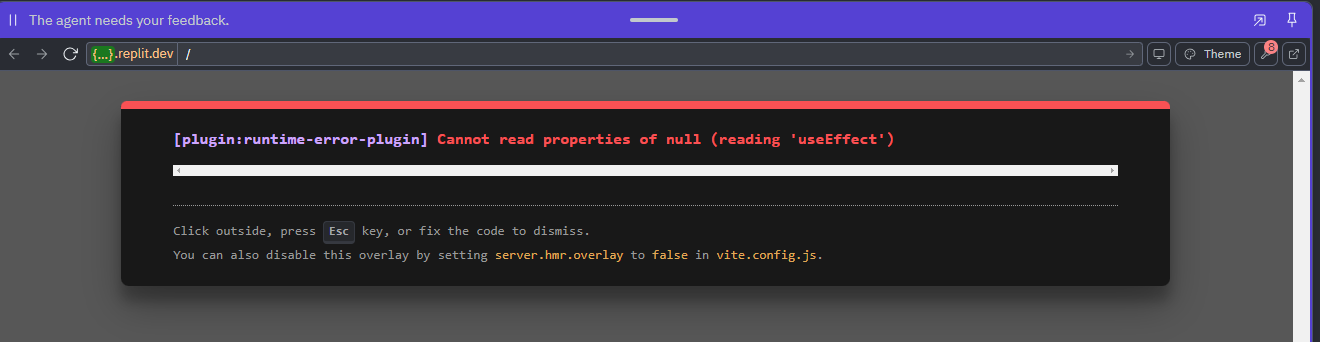 The agent needs your feedback.
{...}.replit.dev / Theme 8
[plugin:runtime-error-plugin] Cannot read properties of null (reading 'useEffect')
Click outside, press Esc key, or fix the code to dismiss.
You can also disable this overlay by setting server.hmr.overlay to false in vite.config.js.